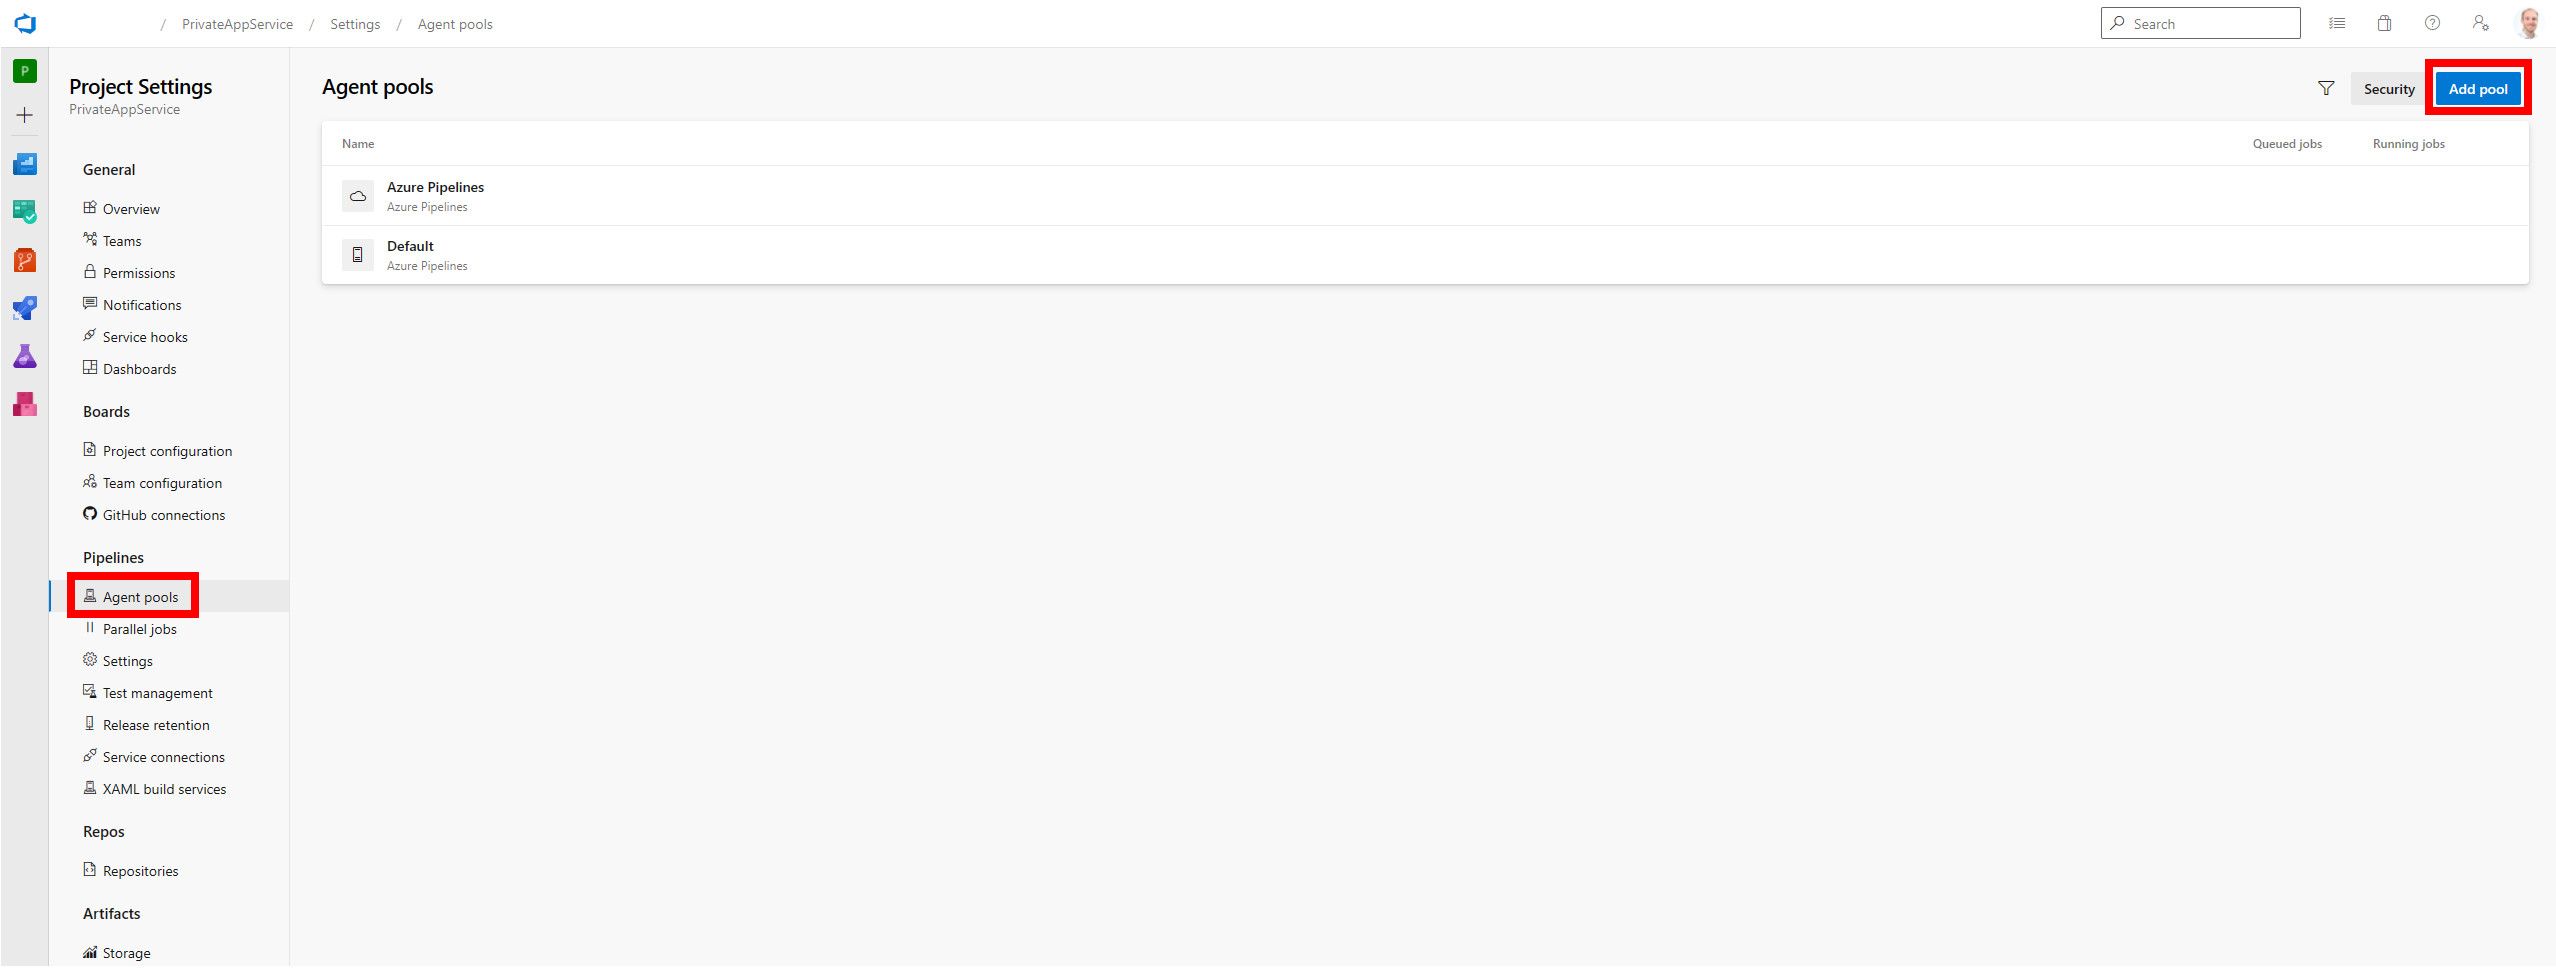 / PrivateAppService / Settings / Agent pools
Search
P
Project Settings
PrivateAppService
General
Overview
Teams
Permissions
Notifications
Service hooks
Dashboards
Boards
Project configuration
Team configuration
GitHub connections
Pipelines
Agent pools
Parallel jobs
Settings
Test management
Release retention
Service connections
XAML build services
Repos
Repositories
Artifacts
Storage
Agent pools
Security
Add pool
Name Queued jobs Running jobs
Azure Pipelines
Azure Pipelines
Default
Azure Pipelines